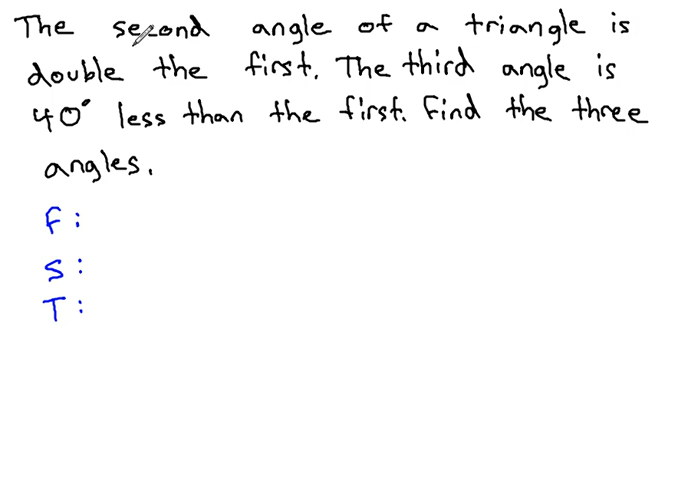 The second angle of a triangle is
double the first. The third angle is
40° less than the first. Find the three
angles.
F:
S:
T: